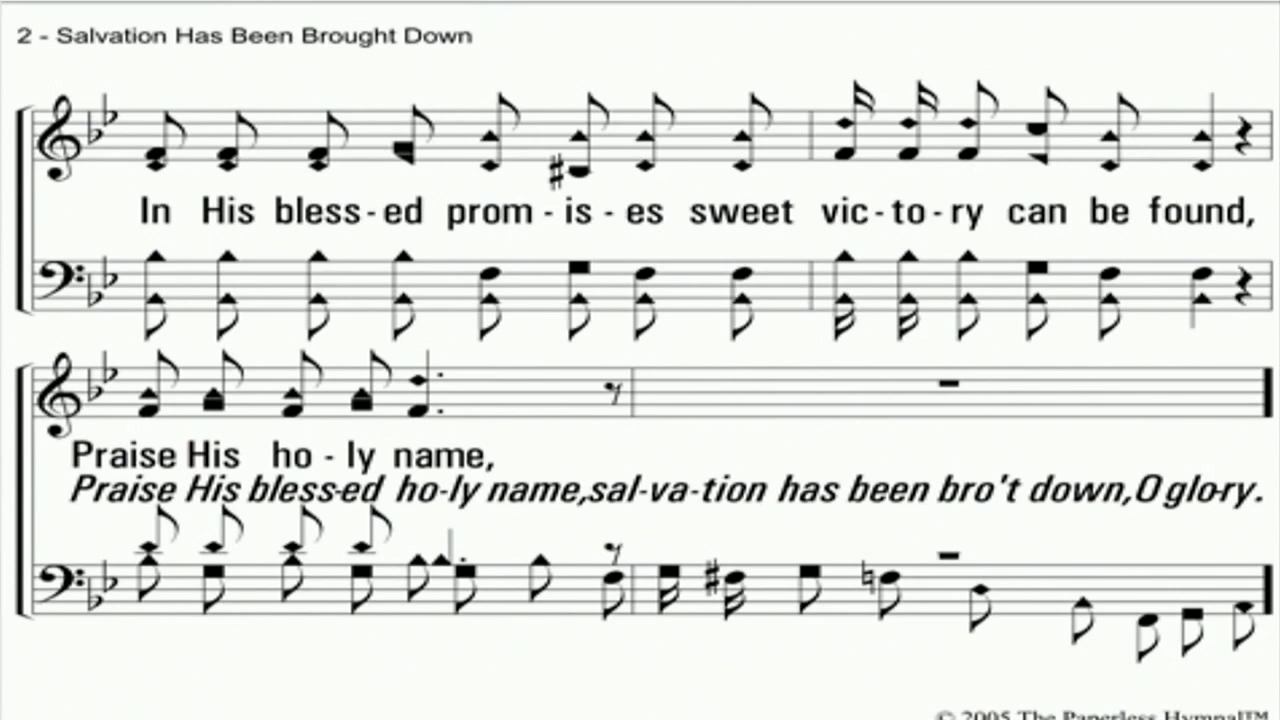 2 - Salvation Has Been Brought Down
In His bless - ed prom - is - es sweet vic - to - ry can be found,
Praise His ho - ly name,
Praise His bless-ed ho-ly name,sal-va-tion has been bro't down,O glo-ry.
© 2005 The Paperless Hymnal™